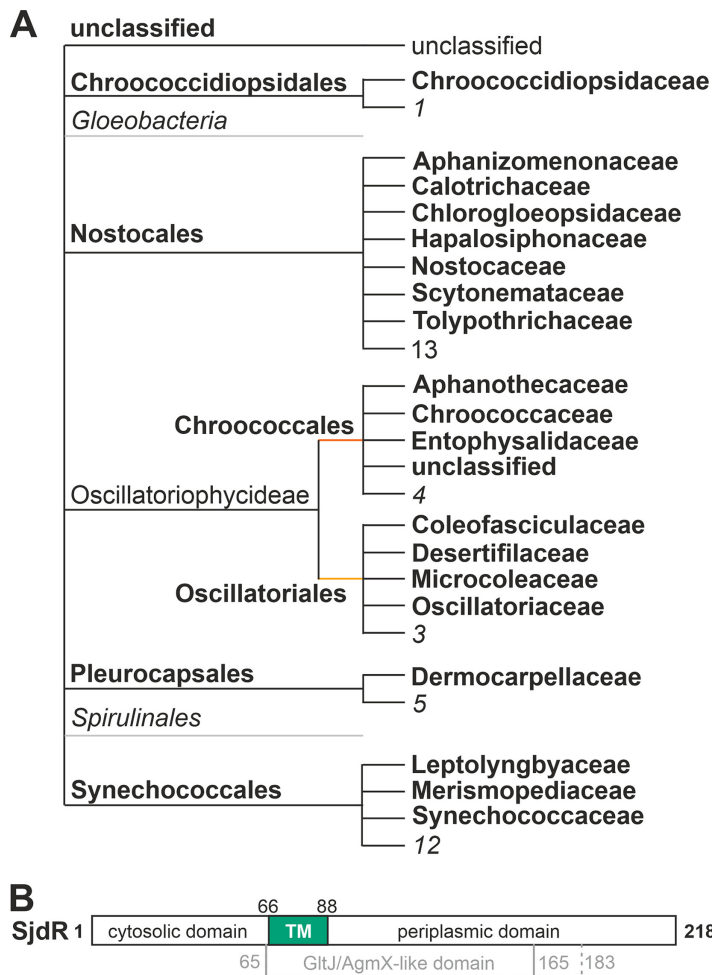 A
unclassified
unclassified
Chroococcidiopsidales
Chroococcidiopsidaceae
1
Gloeobacteria
Nostocales
Aphanizomenonaceae
Calotrichaceae
Chlorogloeopsidaceae
Hapalosiphonaceae
Nostocaceae
Scytonemataceae
Tolypothrichaceae
13
Oscillatoriophycideae
Chroococcales
Aphanothecaceae
Chroococcaceae
Entophysalidaceae
unclassified
4
Oscillatoriales
Coleofasciculaceae
Desertifilaceae
Microcoleaceae
Oscillatoriaceae
3
Pleurocapsales
Dermocarpellaceae
5
Spirulinales
Synechococcales
Leptolyngbyaceae
Merismopediaceae
Synechococcaceae
12
B
66 88
SjdR 1 cytosolic domain TM periplasmic domain 218
65 GltJ/AgmX-like domain 165 183